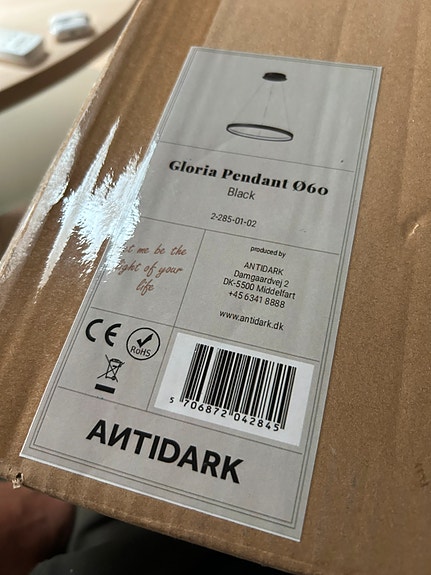 Gloria Pendant Ø60
Black
2-285-01-02
me be the
light of your
life
produced by
ANTIDARK
Damgaardvej 2
DK-5500 Middelfart
+45 6341 8888
www.antidark.dk
CE
RoHS
5 706872 042845
ANTIDARK